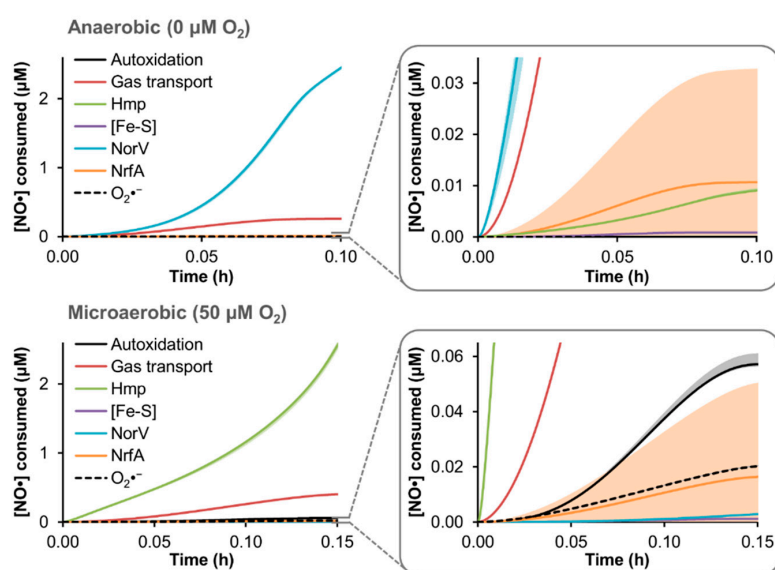 Anaerobic (0 µM O₂)
[NO•] consumed (µM)
2
1
0
Autoxidation
Gas transport
Hmp
[Fe-S]
NorV
NrfA
O₂•⁻
0.00 0.05 0.10
Time (h)
[NO•] consumed (µM)
0.03
0.02
0.01
0.00
0.00 0.05 0.10
Time (h)
Microaerobic (50 µM O₂)
[NO•] consumed (µM)
2
1
0
Autoxidation
Gas transport
Hmp
[Fe-S]
NorV
NrfA
O₂•⁻
0.00 0.05 0.10 0.15
Time (h)
[NO•] consumed (µM)
0.06
0.04
0.02
0.00
0.00 0.05 0.10 0.15
Time (h)